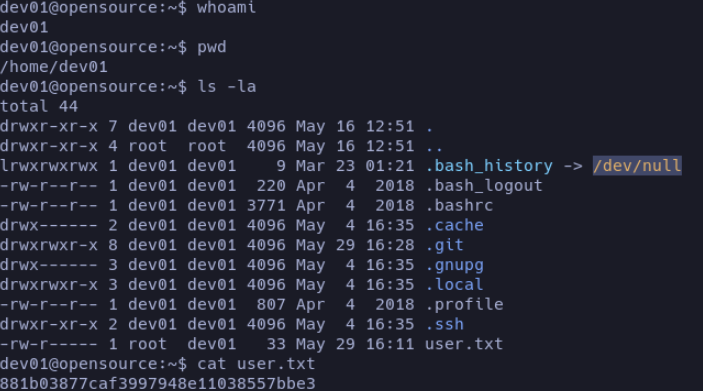 dev01@opensource:~$ whoami
dev01
dev01@opensource:~$ pwd
/home/dev01
dev01@opensource:~$ ls -la
total 44
drwxr-xr-x 7 dev01 dev01 4096 May 16 12:51 .
drwxr-xr-x 4 root  root  4096 May 16 12:51 ..
lrwxrwxrwx 1 dev01 dev01    9 Mar 23 01:21 .bash_history -> /dev/null
-rw-r--r-- 1 dev01 dev01  220 Apr  4  2018 .bash_logout
-rw-r--r-- 1 dev01 dev01 3771 Apr  4  2018 .bashrc
drwx------ 2 dev01 dev01 4096 May  4 16:35 .cache
drwxrwxr-x 8 dev01 dev01 4096 May 29 16:28 .git
drwx------ 3 dev01 dev01 4096 May  4 16:35 .gnupg
drwxrwxr-x 3 dev01 dev01 4096 May  4 16:35 .local
-rw-r--r-- 1 dev01 dev01  807 Apr  4  2018 .profile
drwxr-xr-x 2 dev01 dev01 4096 May  4 16:35 .ssh
-rw-r----- 1 root  dev01   33 May 29 16:11 user.txt
dev01@opensource:~$ cat user.txt
881b03877caf3997948e11038557bbe3